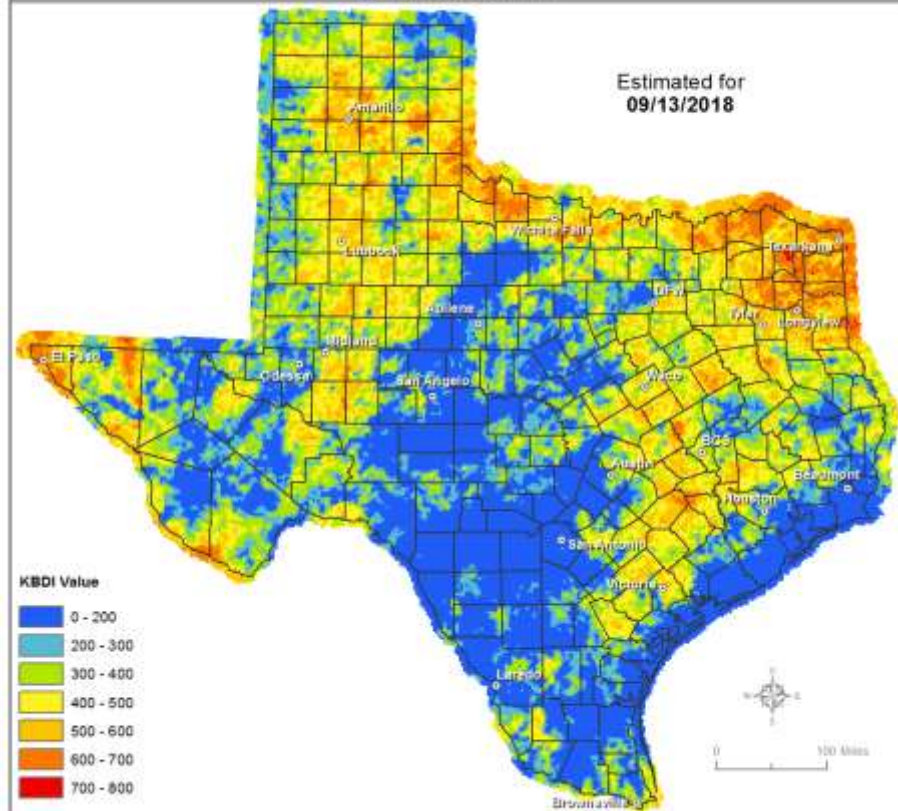 Estimated for
09/13/2018
Amarillo
Wichita Falls
Lubbock
Texarkana
DFW
Abilene
Tyler
Longview
Midland
El Paso
Odessa
San Angelo
Waco
BCS
Austin
Beaumont
Houston
San Antonio
Victoria
KBDI Value
0 - 200
200 - 300
300 - 400
400 - 500
500 - 600
600 - 700
700 - 800
Laredo
N
W
E
S
0 100 Miles
Brownsville